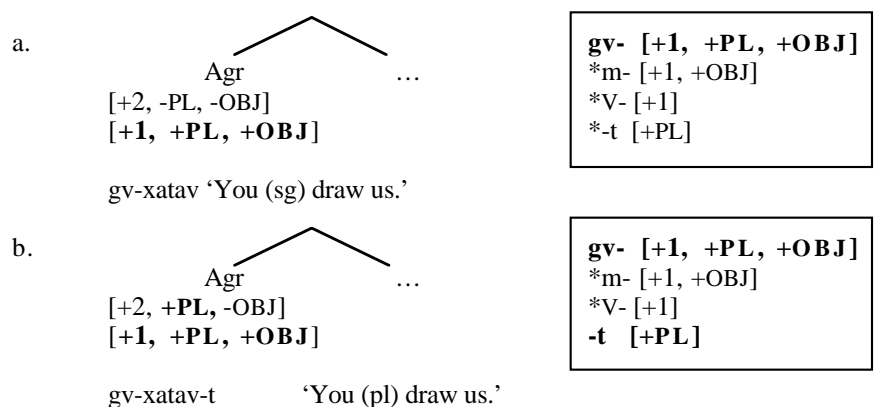 a.
Agr …
[+2, -PL, -OBJ]
[+1, +PL, +OBJ]
gv- [+1, +PL, +OBJ]
*m- [+1, +OBJ]
*V- [+1]
*-t [+PL]
gv-xatav ‘You (sg) draw us.’
b.
Agr …
[+2, +PL, -OBJ]
[+1, +PL, +OBJ]
gv- [+1, +PL, +OBJ]
*m- [+1, +OBJ]
*V- [+1]
-t [+PL]
gv-xatav-t ‘You (pl) draw us.’